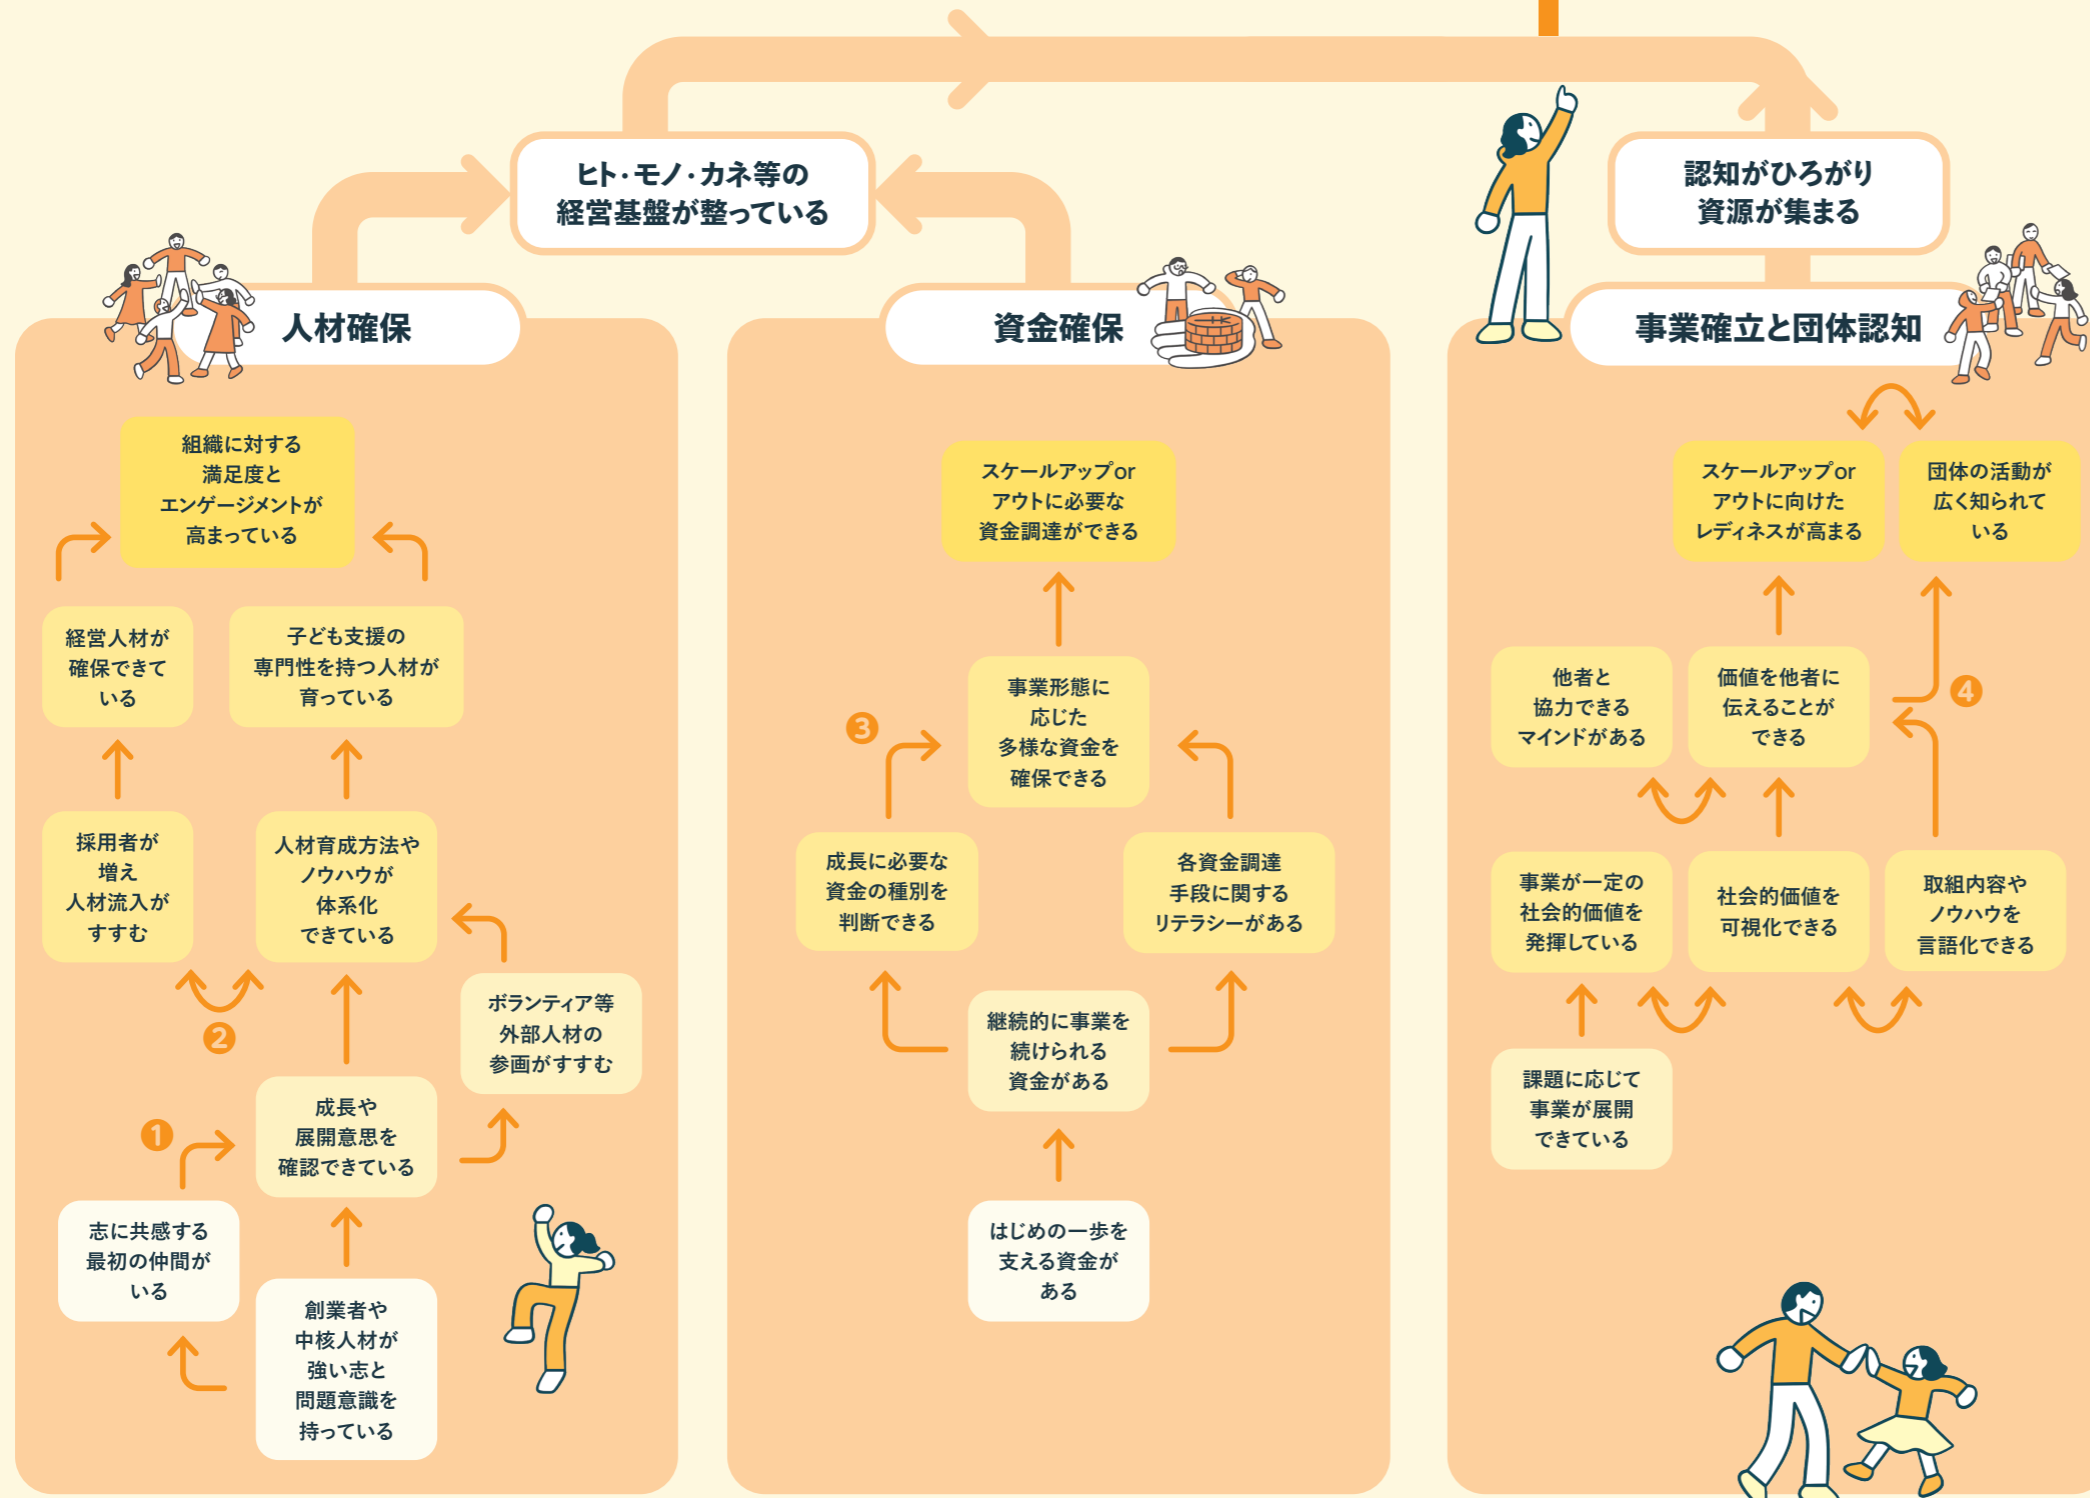 ヒト・モノ・カネ等の
経営基盤が整っている
認知がひろがり
資源が集まる
人材確保
組織に対する
満足度と
エンゲージメントが
高まっている
経営人材が
確保できて
いる
子ども支援の
専門性を持つ人材が
育っている
採用者が
増え
人材流入が
すすむ
人材育成方法や
ノウハウが
体系化
できている
❷
ボランティア等
外部人材の
参画がすすむ
❶
成長や
展開意思を
確認できている
志に共感する
最初の仲間が
いる
創業者や
中核人材が
強い志と
問題意識を
持っている
資金確保
スケールアップor
アウトに必要な
資金調達ができる
事業形態に
応じた
多様な資金を
確保できる
❸
成長に必要な
資金の種別を
判断できる
各資金調達
手段に関する
リテラシーがある
継続的に事業を
続けられる
資金がある
はじめの一歩を
支える資金が
ある
事業確立と団体認知
スケールアップor
アウトに向けた
レディネスが高まる
団体の活動が
広く知られて
いる
他者と
協力できる
マインドがある
価値を他者に
伝えることが
できる
❹
事業が一定の
社会的価値を
発揮している
社会的価値を
可視化できる
取組内容や
ノウハウを
言語化できる
課題に応じて
事業が展開
できている